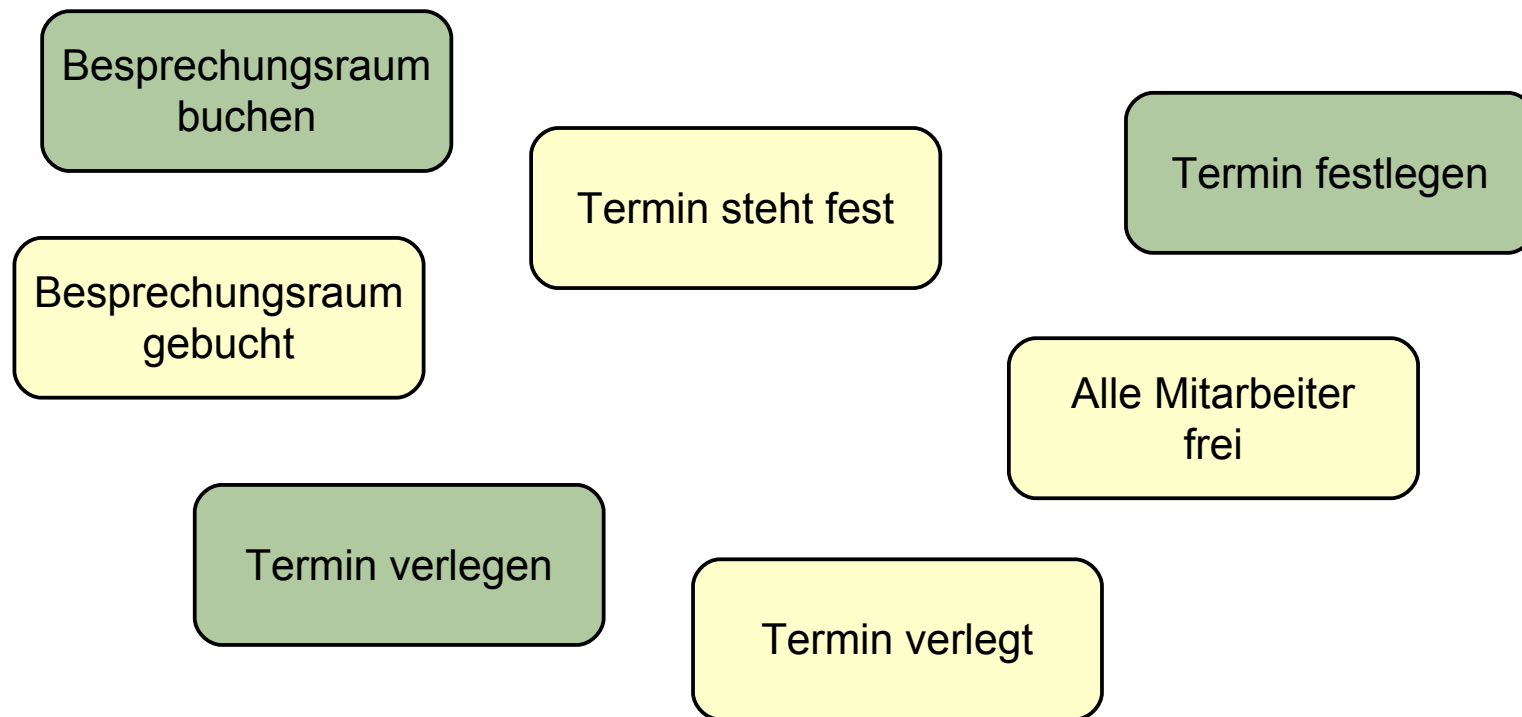 Besprechungsraum
buchen
Termin steht fest
Termin festlegen
Besprechungsraum
gebucht
Alle Mitarbeiter
frei
Termin verlegen
Termin verlegt